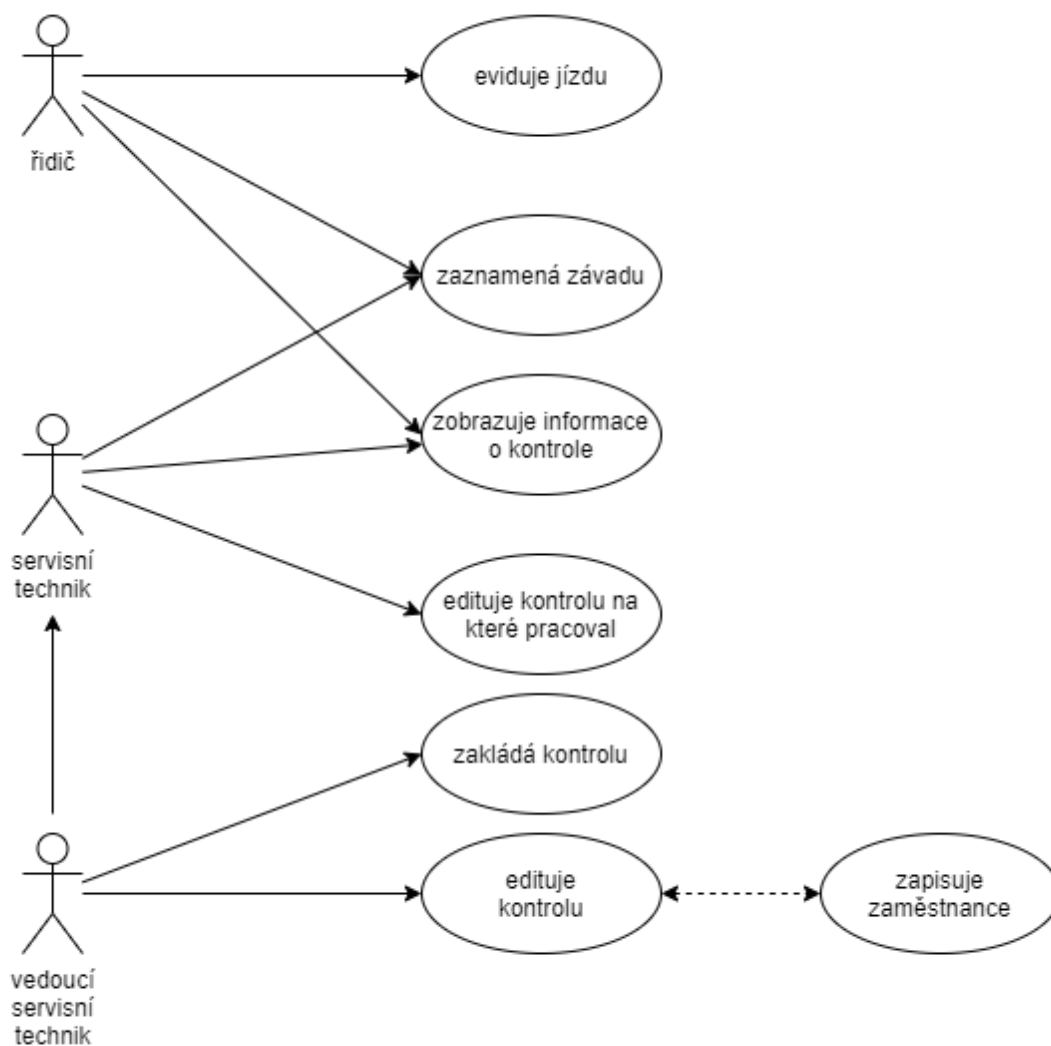 eviduje jízdu
řidič
zaznamená závadu
zobrazuje informace
o kontrole
servisní
technik
edituje kontrolu na
které pracoval
zakládá kontrolu
edituje
kontrolu
zapisuje
zaměstnance
vedoucí
servisní
technik